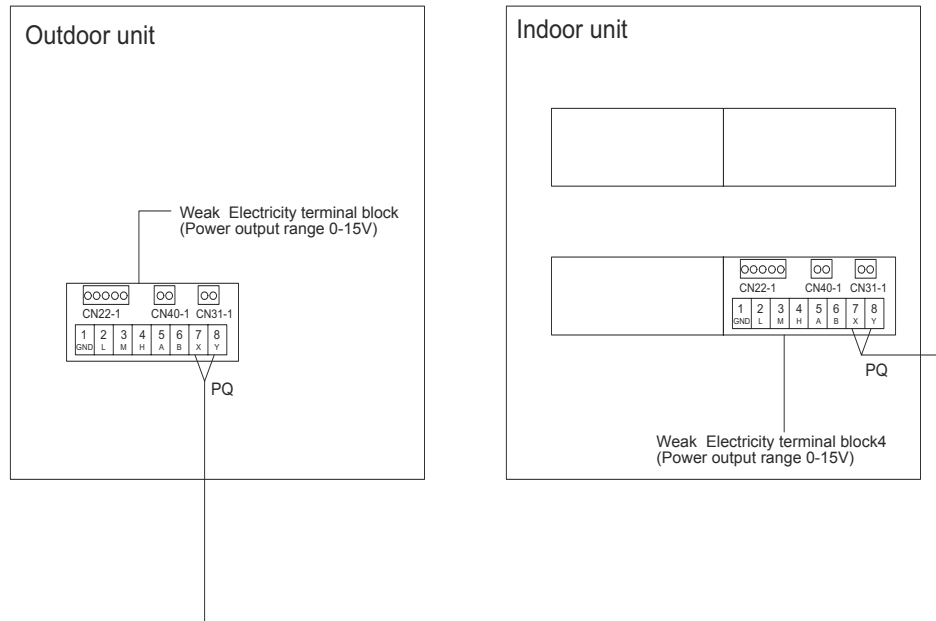 Outdoor unit
Weak Electricity terminal block
(Power output range 0-15V)
CN22-1 CN40-1 CN31-1
1 2 3 4 5 6 7 8
GND L M H A B X Y
PQ
Indoor unit
CN22-1 CN40-1 CN31-1
1 2 3 4 5 6 7 8
GND L M H A B X Y
PQ
Weak Electricity terminal block4
(Power output range 0-15V)